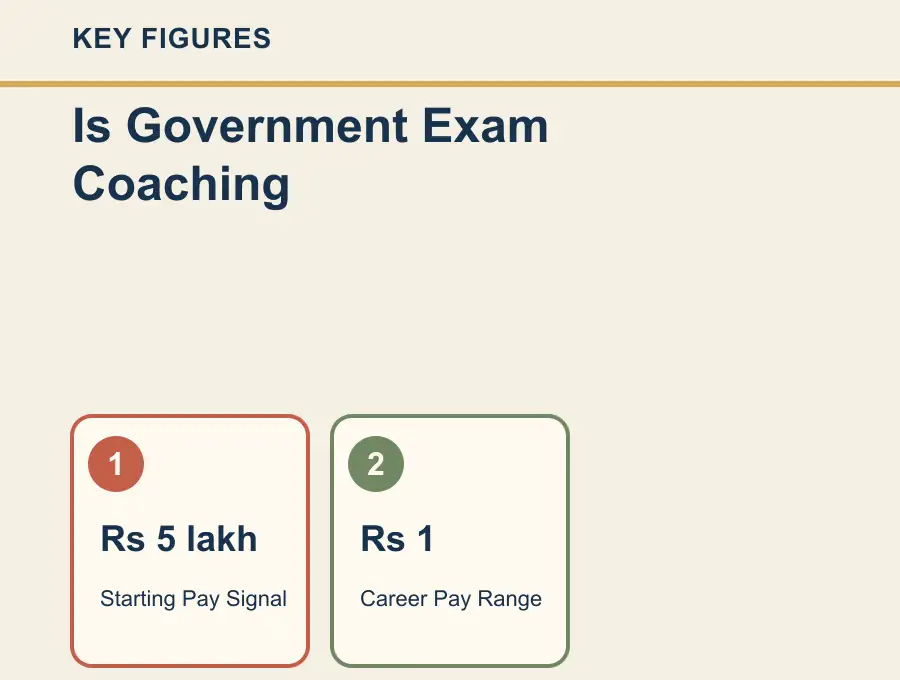 KEY FIGURES
Is Government Exam
Coaching
1
Rs 5 lakh
Starting Pay Signal
2
Rs 1
Career Pay Range